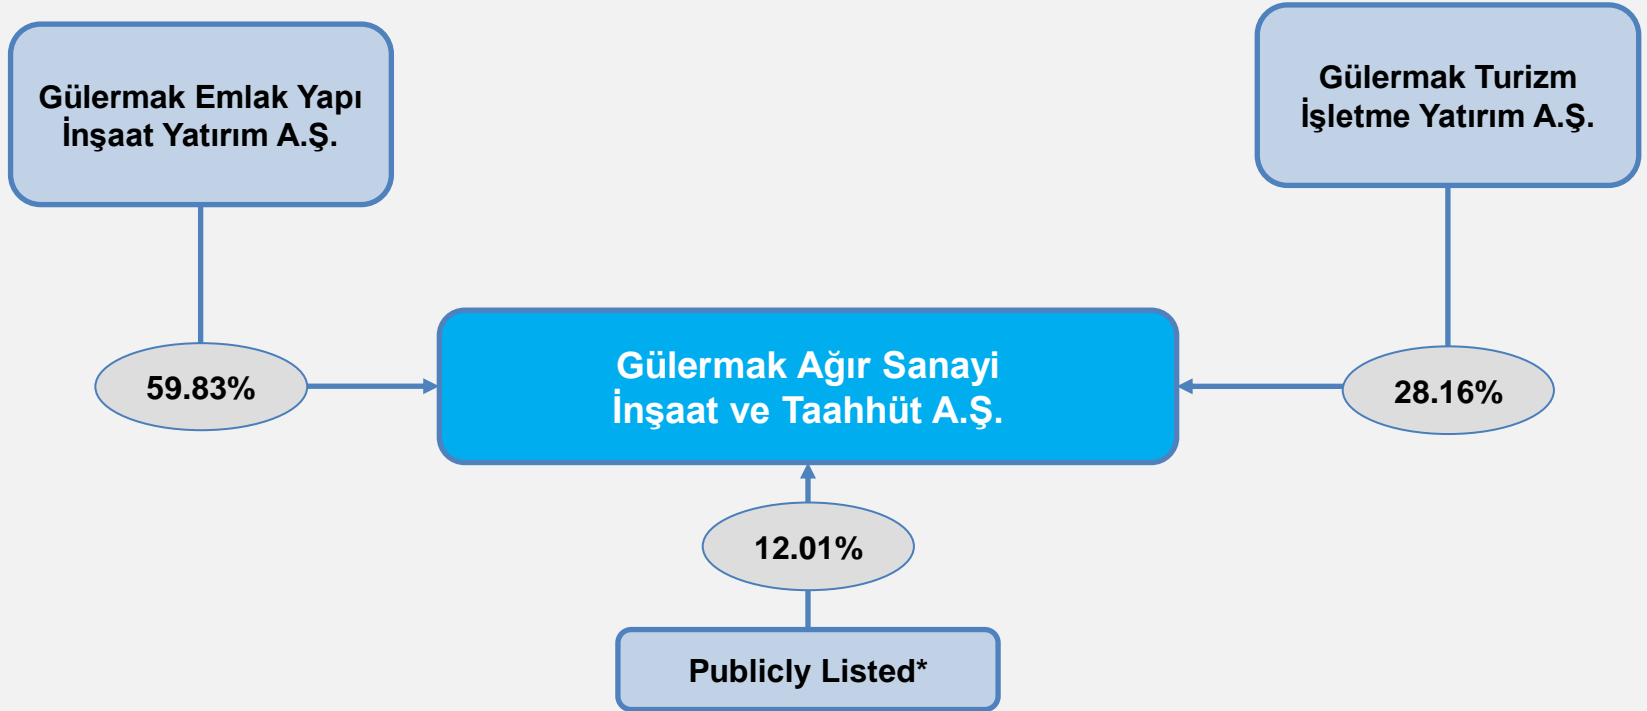 Gülermak Emlak Yapı
İnşaat Yatırım A.Ş.
Gülermak Turizm
İşletme Yatırım A.Ş.
59.83%
Gülermak Ağır Sanayi
İnşaat ve Taahhüt A.Ş.
28.16%
12.01%
Publicly Listed*